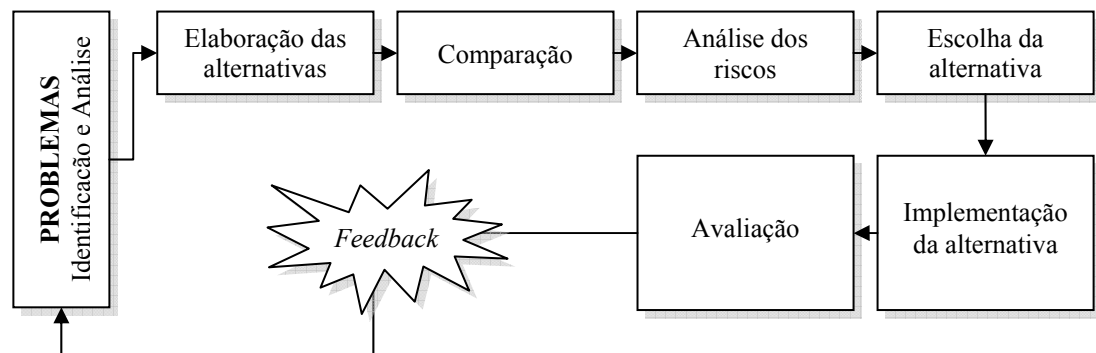 PROBLEMAS
Identificação e Análise
Elaboração das
alternativas
Comparação
Análise dos
riscos
Escolha da
alternativa
Implementação
da alternativa
Avaliação
Feedback